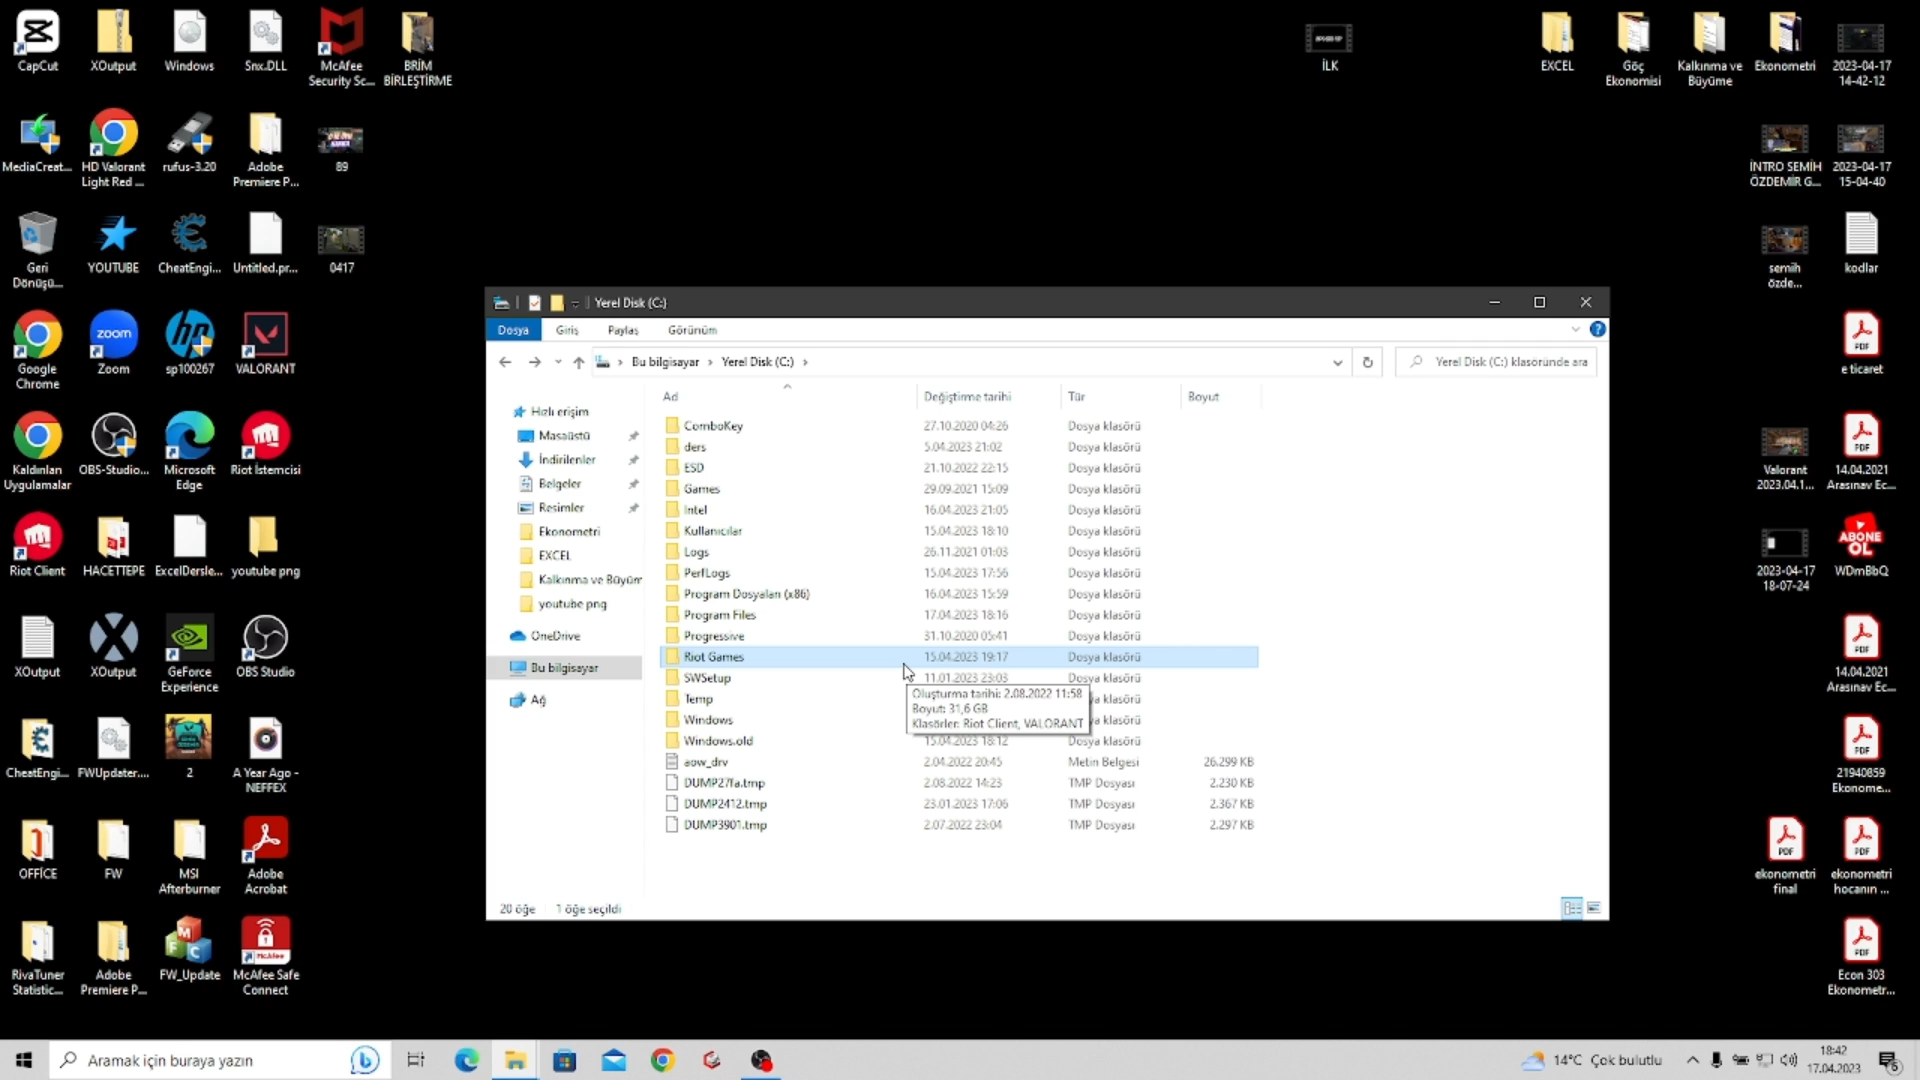 CapCut
XOutput
Windows
Snx.DLL
McAfee
Security Sc...
BRİM
BİRLEŞTİRME
İLK
EXCEL
Göç
Ekonomisi
Kalkınma ve
Büyüme
Ekonometri
2023-04-17
14-42-12
MediaCreat...
HD Valorant
Light Red ...
rufus-3.20
Adobe
Premiere P...
89
İNTRO SEMİH
ÖZDEMİR G...
2023-04-17
15-04-40
Geri
Dönüşü...
YOUTUBE
CheatEngi...
Untitled.pr...
0417
semih
özde...
kodlar
Google
Chrome
zoom
Zoom
hp
sp100267
VALORANT
PDF
e ticaret
Kaldırılan
Uygulamalar
OBS-Studio...
Microsoft
Edge
Riot İstemcisi
Valorant
2023.04.1...
PDF
14.04.2021
Arasınav Ec...
Riot Client
HACETTEPE
ExcelDersle...
youtube png
2023-04-17
18-07-24
ABONE
OL
WDmBbQ
XOutput
XOutput
GeForce
Experience
OBS Studio
PDF
14.04.2021
Arasınav Ec...
CheatEngi...
FWUpdater....
2
A Year Ago -
NEFFEX
PDF
21940859
Ekonome...
OFFİCE
FW
MSI
Afterburner
Adobe
Acrobat
PDF
ekonometri
final
PDF
ekonometri
hocanın ...
RivaTuner
Statistic...
Adobe
Premiere P...
M
F
C
FW_Update
McAfee
McAfee Safe
Connect
PDF
Econ 303
Ekonometr...
Yerel Disk (C:)
Dosya Giriş Paylaş Görünüm
Bu bilgisayar > Yerel Disk (C:) >
Yerel Disk (C:) klasöründe ara
Hızlı erişim
Masaüstü
İndirilenler
Belgeler
Resimler
Ekonometri
EXCEL
Kalkınma ve Büyüm
youtube png
OneDrive
Bu bilgisayar
Ağ
Ad Değiştirme tarihi Tür Boyut
ComboKey 27.10.2020 04:26 Dosya klasörü
ders 5.04.2023 21:02 Dosya klasörü
ESD 21.10.2022 22:15 Dosya klasörü
Games 29.09.2021 15:09 Dosya klasörü
Intel 16.04.2023 21:05 Dosya klasörü
Kullanıcılar 15.04.2023 18:10 Dosya klasörü
Logs 26.11.2021 01:03 Dosya klasörü
PerfLogs 15.04.2023 17:56 Dosya klasörü
Program Dosyaları (x86) 16.04.2023 15:59 Dosya klasörü
Program Files 17.04.2023 18:16 Dosya klasörü
Progressive 31.10.2020 05:41 Dosya klasörü
Riot Games 15.04.2023 19:17 Dosya klasörü
SWSetup 11.01.2023 23:03 Dosya klasörü
Temp ya klasörü
Windows ya klasörü
Windows.old 15.04.2023 18:12 Dosya klasörü
aow_drv 2.04.2022 20:45 Metin Belgesi 26.299 KB
DUMP27fa.tmp 2.08.2022 14:23 TMP Dosyası 2.230 KB
DUMP2412.tmp 23.01.2023 17:06 TMP Dosyası 2.367 KB
DUMP3901.tmp 2.07.2022 23:04 TMP Dosyası 2.297 KB
Oluşturma tarihi: 2.08.2022 11:58
Boyut: 31,6 GB
Klasörler: Riot Client, VALORANT
20 öğe 1 öğe seçildi
Aramak için buraya yazın
14°C Çok bulutlu
18:42
17.04.2023